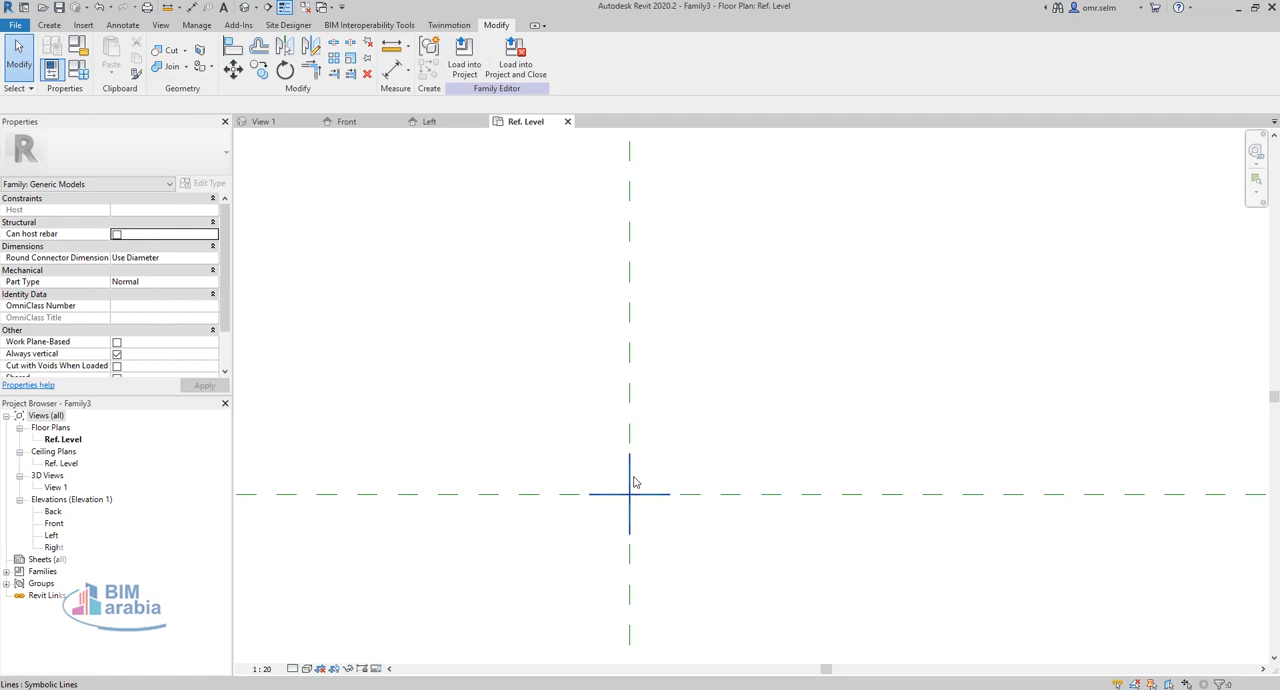 Autodesk Revit 2020.2 - Family3 - Floor Plan: Ref. Level
omr.selm
File Create Insert Annotate View Manage Add-Ins Site Designer BIM Interoperability Tools Twinmotion Modify
Modify Paste Cut Join Load into Project Load into Project and Close
Select Properties Clipboard Geometry Modify Measure Create Family Editor
Properties
View 1 Front Left Ref. Level
R
Family: Generic Models Edit Type
Constraints
Host
Structural
Can host rebar
Dimensions
Round Connector Dimension Use Diameter
Mechanical
Part Type Normal
Identity Data
OmniClass Number
OmniClass Title
Other
Work Plane-Based
Always vertical
Cut with Voids When Loaded
Properties help Apply
Project Browser - Family3
Views (all)
Floor Plans
Ref. Level
Ceiling Plans
Ref. Level
3D Views
View 1
Elevations (Elevation 1)
Back
Front
Left
Right
Sheets (all)
Families
Groups
Revit Links
BIM
arabia
1 : 20
Lines : Symbolic Lines
:0